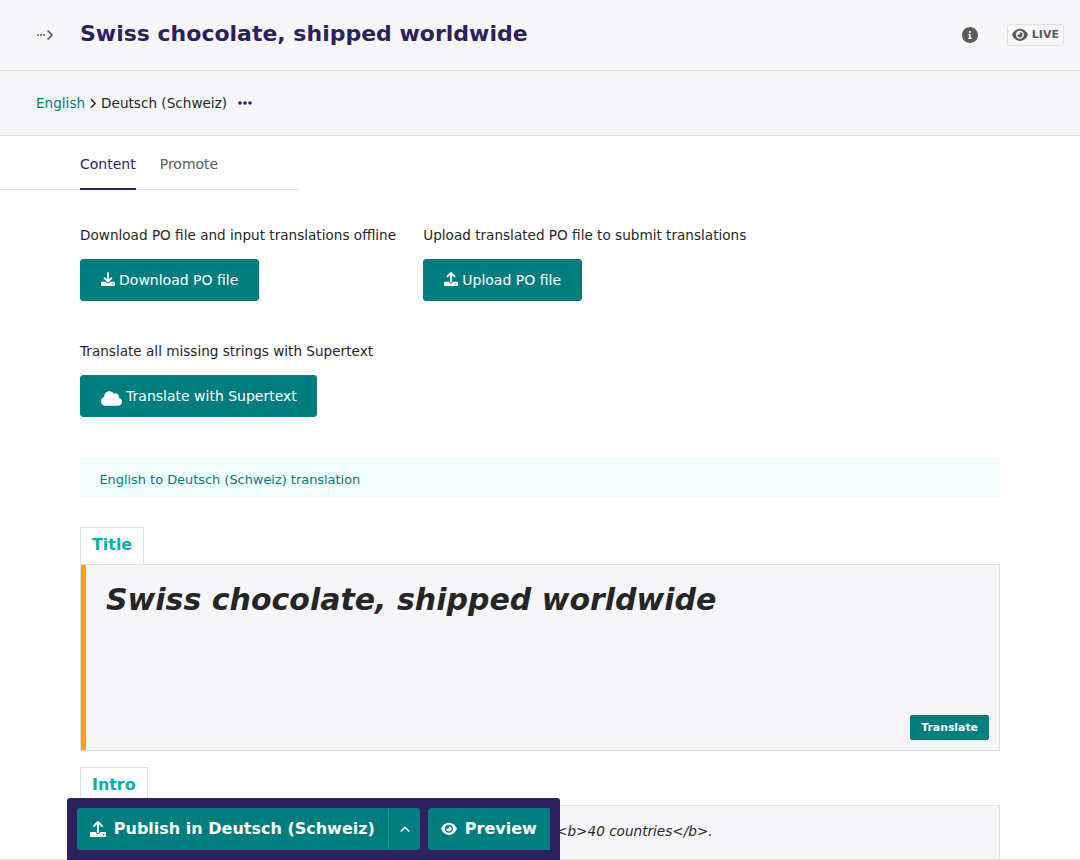 Swiss chocolate, shipped worldwide
LIVE
English
Deutsch (Schweiz)
Content
Promote
Download PO file and input translations offline
Upload translated PO file to submit translations
Download PO file
Upload PO file
Translate all missing strings with Supertext
Translate with Supertext
English to Deutsch (Schweiz) translation
Title
Swiss chocolate, shipped worldwide
Translate
Intro
<b>40 countries</b>.
Publish in Deutsch (Schweiz)
Preview